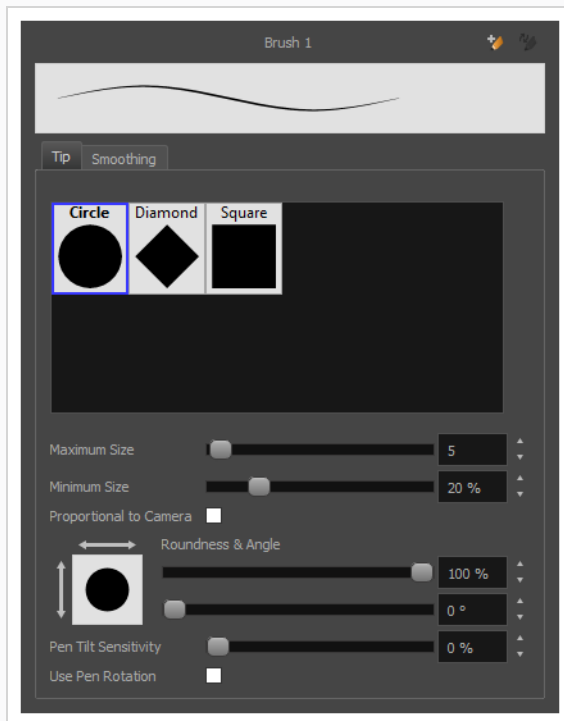 Brush 1
Tip Smoothing
Circle Diamond Square
Maximum Size 5
Minimum Size 20 %
Proportional to Camera
Roundness & Angle
100 %
0 °
Pen Tilt Sensitivity 0 %
Use Pen Rotation